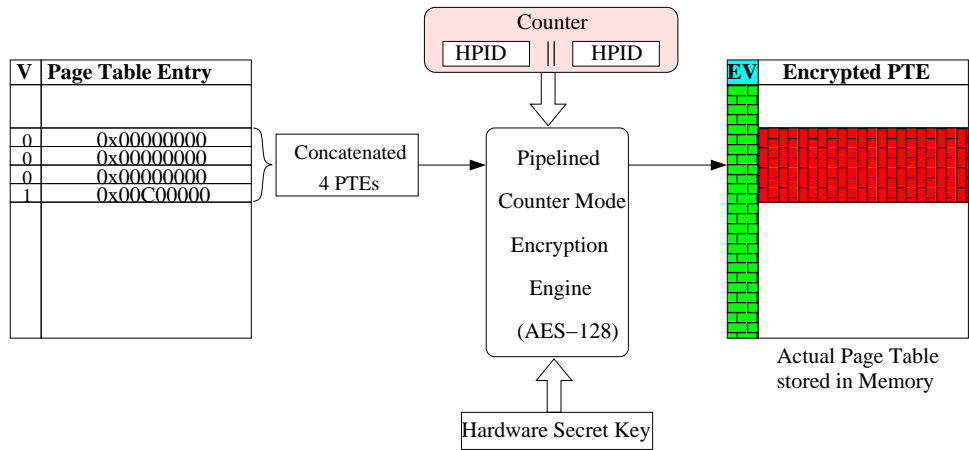 Counter
HPID || HPID
V Page Table Entry
0 0x00000000
0 0x00000000
0 0x00000000
1 0x00C00000
Concatenated
4 PTEs
Pipelined
Counter Mode
Encryption
Engine
(AES−128)
Hardware Secret Key
EV Encrypted PTE
Actual Page Table
stored in Memory